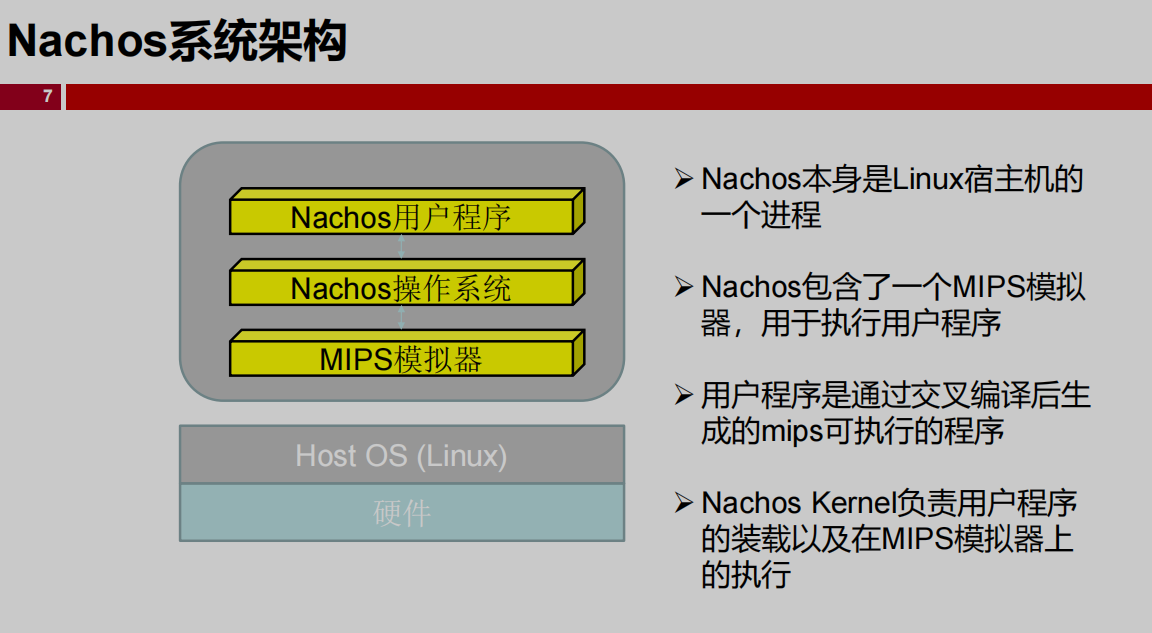 Nachos系统架构
7
Nachos用户程序
Nachos操作系统
MIPS模拟器
Host OS (Linux)
硬件
➢ Nachos本身是Linux宿主机的
一个进程
➢ Nachos包含了一个MIPS模拟
器，用于执行用户程序
➢ 用户程序是通过交叉编译后生
成的mips可执行的程序
➢ Nachos Kernel负责用户程序
的装载以及在MIPS模拟器上
的执行